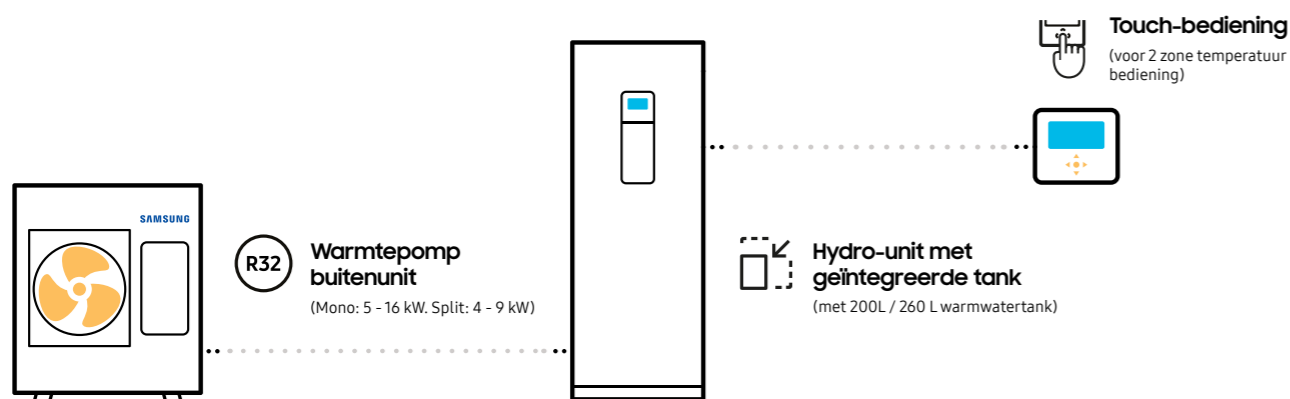 Touch-bediening
(voor 2 zone temperatuur
bediening)
SAMSUNG
R32
Warmtepomp
buitenunit
(Mono: 5 - 16 kW. Split: 4 - 9 kW)
Hydro-unit met
geïntegreerde tank
(met 200L / 260 L warmwatertank)